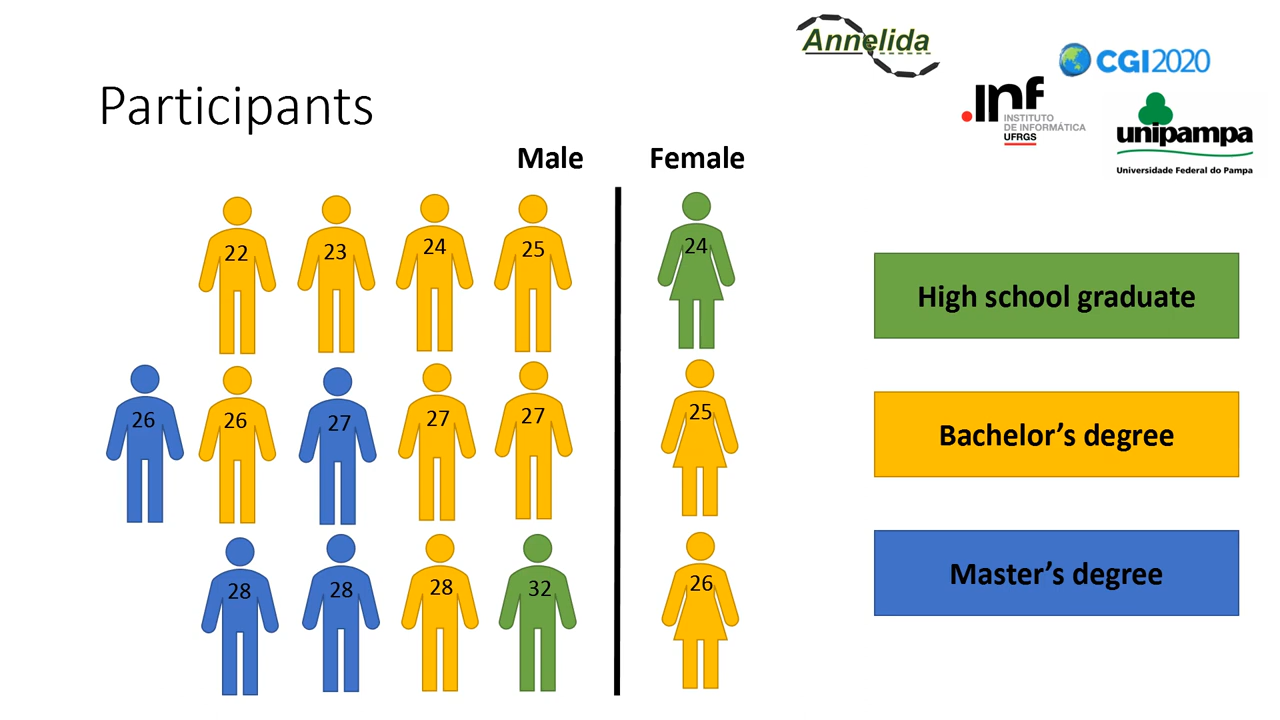 Annelida
CGI2020
.ınf
INSTITUTO
DE INFORMÁTICA
UFRGS
unipampa
Universidade Federal do Pampa
Participants
Male
Female
22
23
24
25
24
26
26
27
27
27
25
28
28
28
32
26
High school graduate
Bachelor’s degree
Master’s degree